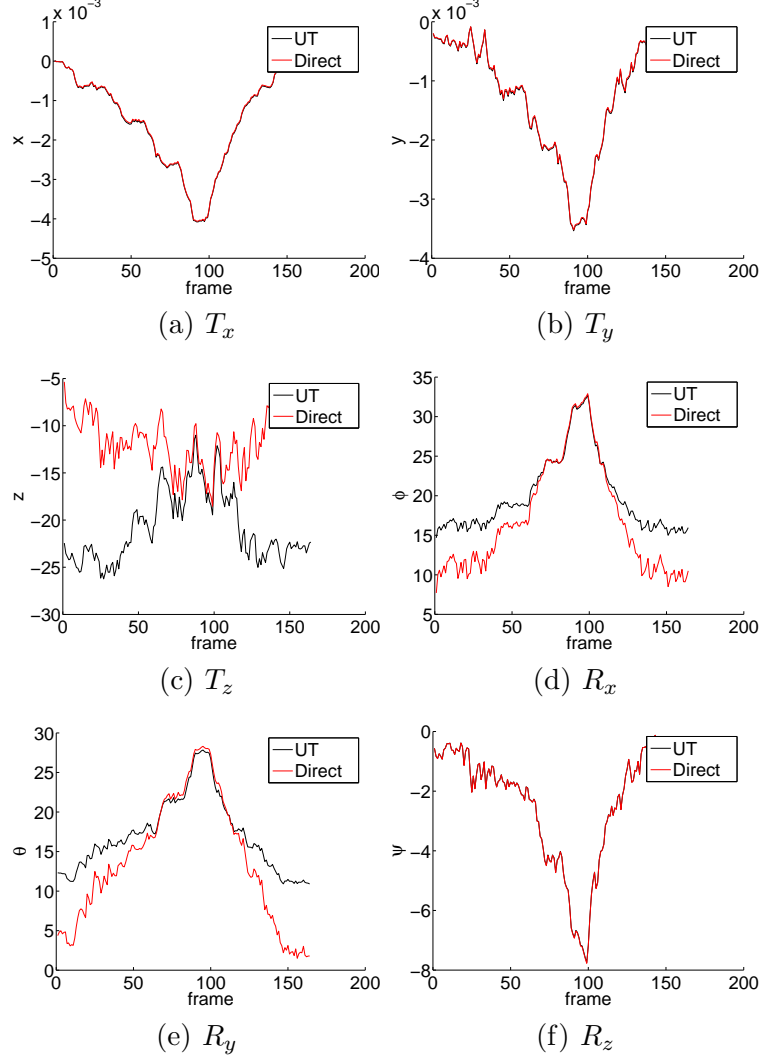 x 10⁻³
1
0
−1
−2
−3
−4
−5
x
0
50
100
150
200
frame
UT
Direct
(a) Tₓ
x 10⁻³
0
−1
−2
−3
−4
y
0
50
100
150
200
frame
UT
Direct
(b) T_y
−5
−10
−15
−20
−25
−30
z
0
50
100
150
200
frame
UT
Direct
(c) T_z
35
30
25
20
15
10
5
ϕ
0
50
100
150
200
frame
UT
Direct
(d) Rₓ
30
25
20
15
10
5
0
θ
0
50
100
150
200
frame
UT
Direct
(e) R_y
0
−2
−4
−6
−8
ψ
0
50
100
150
200
frame
UT
Direct
(f) R_z